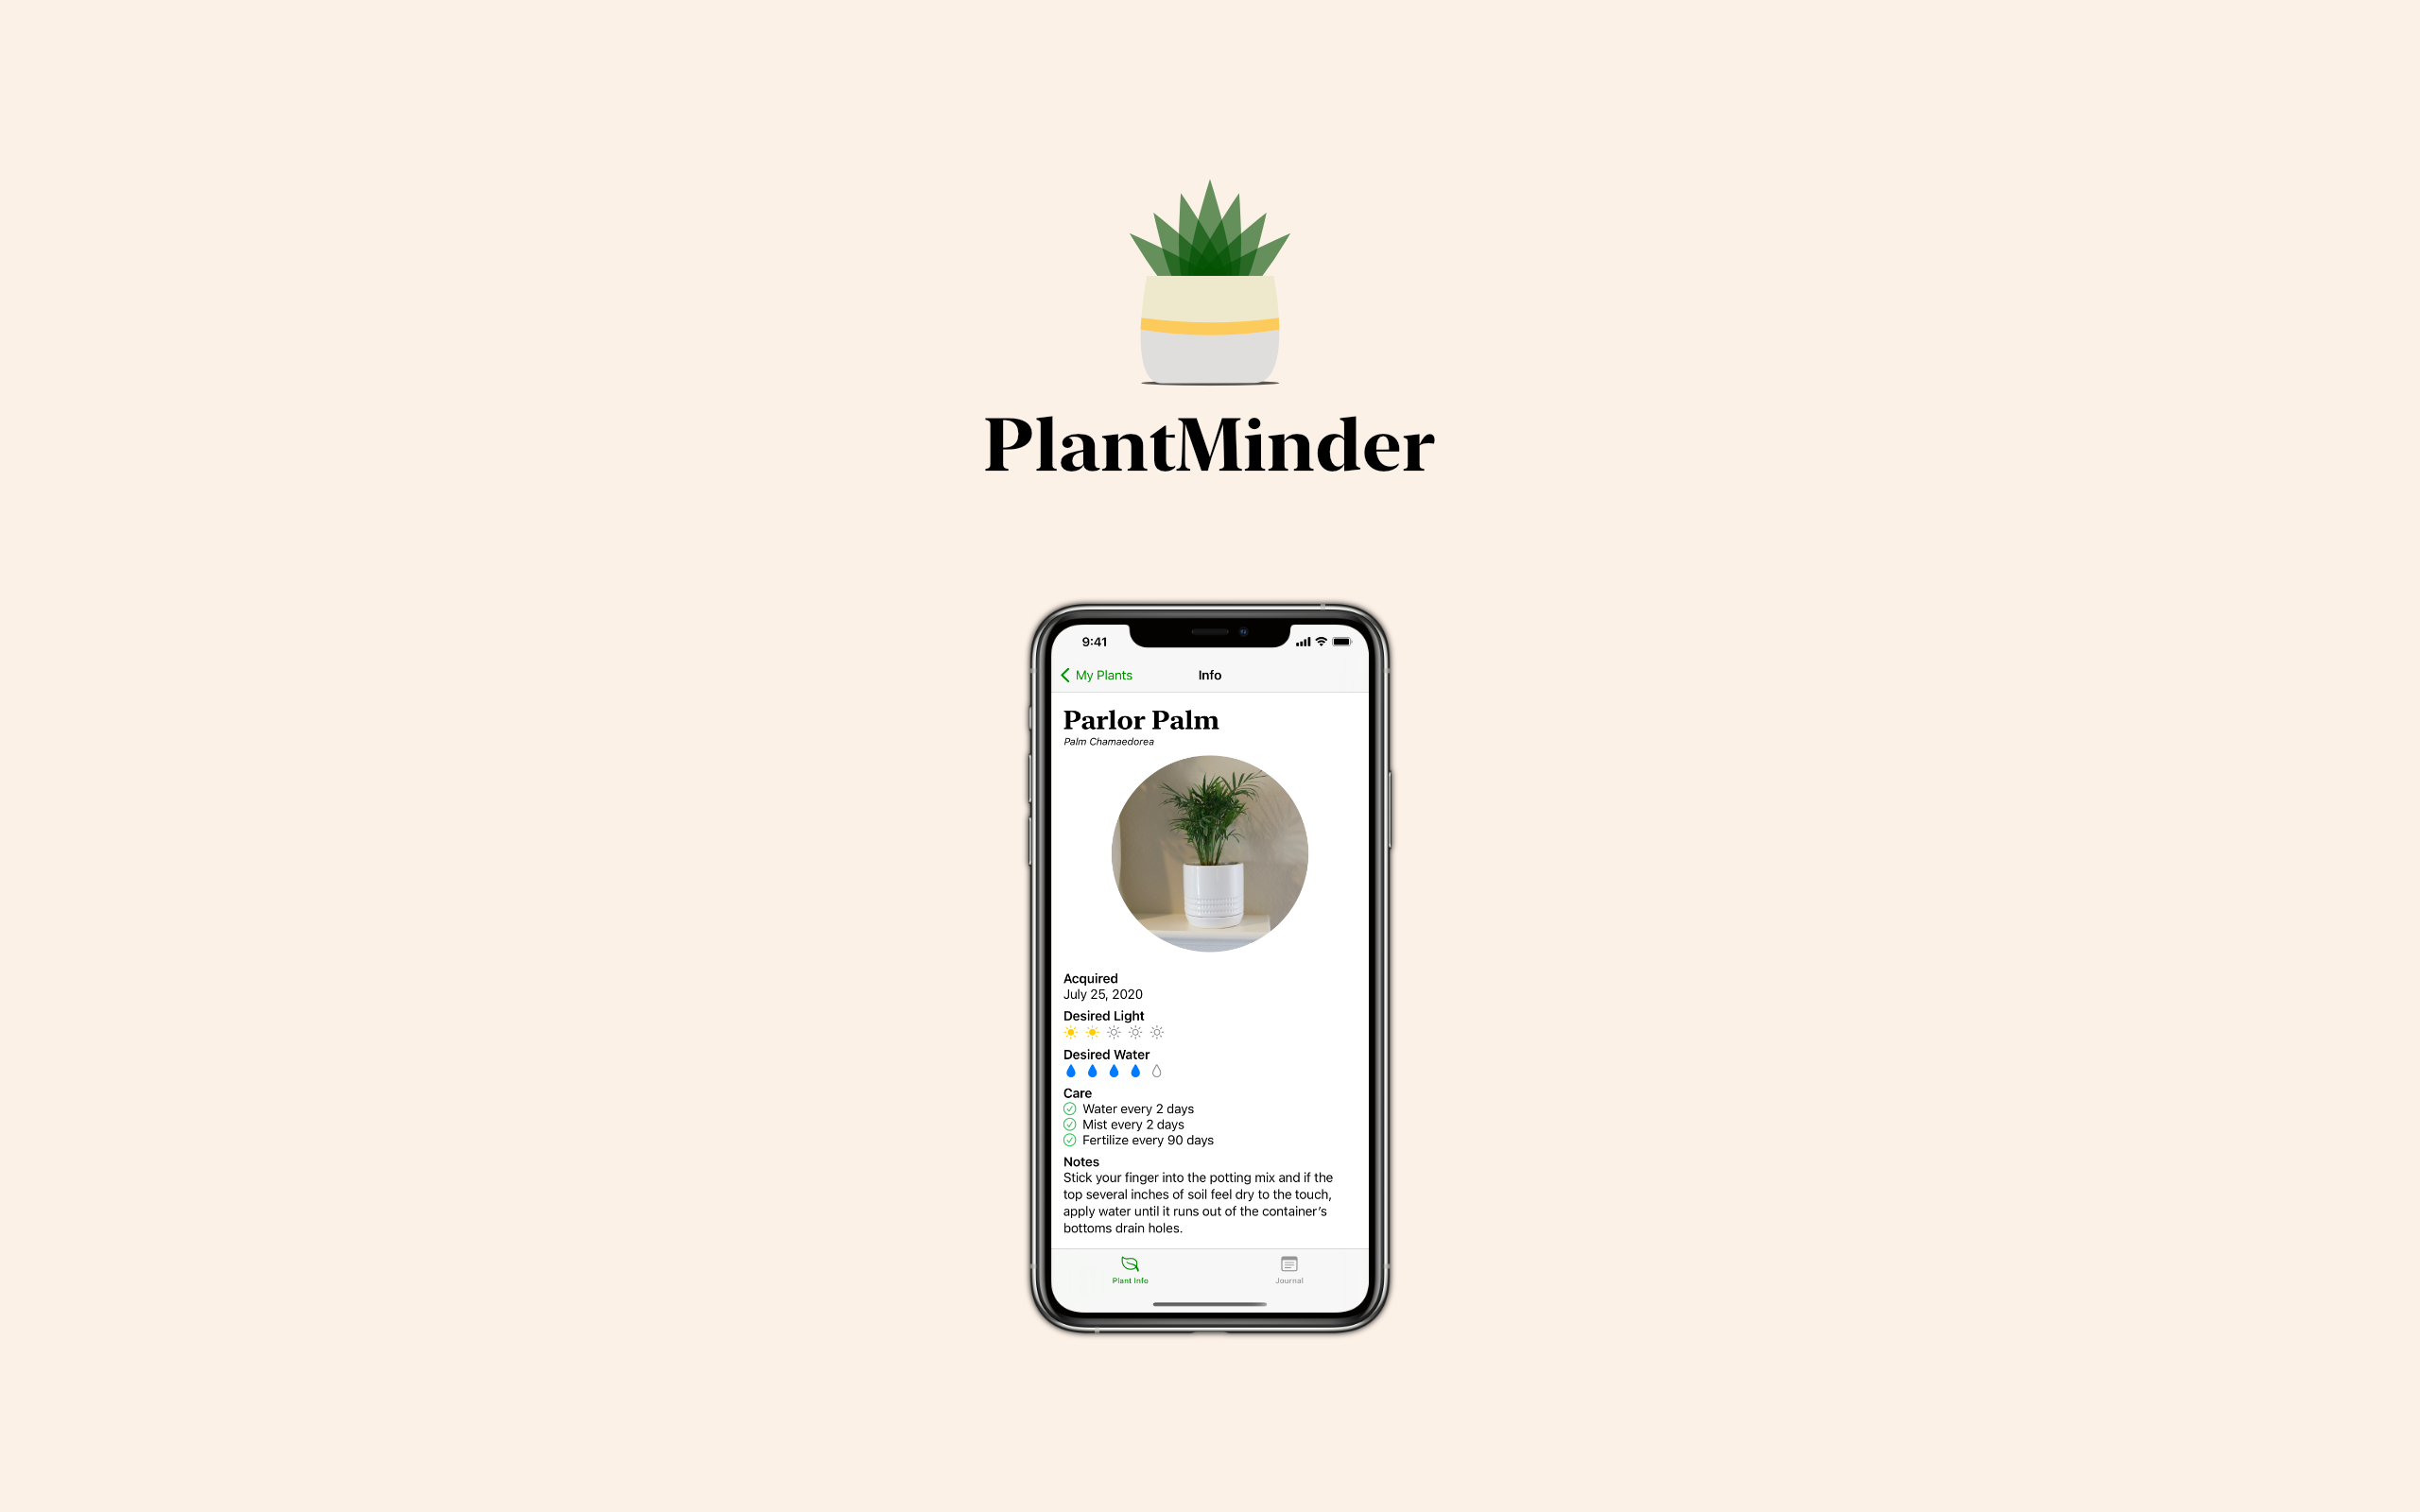 PlantMinder
9:41
My Plants
Info
Parlor Palm
Palm Chamaedorea
Acquired
July 25, 2020
Desired Light
Desired Water
Care
Water every 2 days
Mist every 2 days
Fertilize every 90 days
Notes
Stick your finger into the potting mix and if the
top several inches of soil feel dry to the touch,
apply water until it runs out of the container’s
bottoms drain holes.
Plant Info
Journal